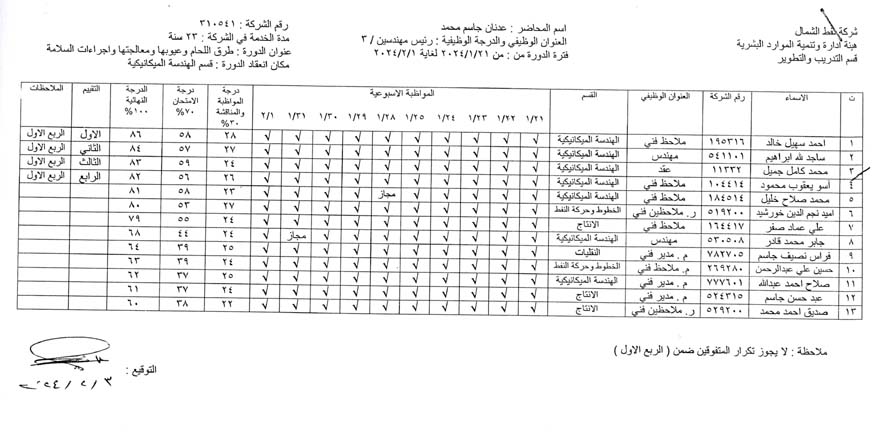 شركة نفط الشمال
هيئة ادارة وتنمية الموارد البشرية
قسم التدريب والتطوير
اسم المحاضر : عدنان جاسم محمد
العنوان الوظيفي والدرجة الوظيفية : رئيس مهندسين / ٣
فترة الدورة من : من ٢٠٢٤/١/٢١ لغاية ٢٠٢٤/٢/١
رقم الشركة : ٣١٠٥٤١
مدة الخدمة في الشركة : ٢٣ سنة
عنوان الدورة : طرق اللحام وعيوبها ومعالجتها واجراءات السلامة
مكان انعقاد الدورة : قسم الهندسة الميكانيكية
ت الاسماء رقم الشركة العنوان الوظيفي القسم المواظبة الاسبوعية درجة المواظبة والمناقشة ٣٠% درجة الامتحان ٧٠% الدرجة النهائية ١٠٠% التقييم الملاحظات
١/٢١ ١/٢٢ ١/٢٣ ١/٢٤ ١/٢٥ ١/٢٨ ١/٢٩ ١/٣٠ ١/٣١ ٢/١
١ احمد سهيل خالد ١٩٥٣١٦ ملاحظ فني الهندسة الميكانيكية √ √ √ √ √ √ √ √ √ √ ٢٨ ٥٨ ٨٦ الاول الربع الاول
٢ ساجد لله ابراهيم ٥٤١١٠١ مهندس الهندسة الميكانيكية √ √ √ √ √ √ √ √ √ √ ٢٧ ٥٧ ٨٤ الثاني الربع الاول
٣ محمد كامل جميل ١١٣٣٢ عقد الهندسة الميكانيكية √ √ √ √ √ √ √ √ √ √ ٢٤ ٥٩ ٨٣ الثالث الربع الاول
٤ أسو يعقوب محمود ١٠٤٤١٤ ملاحظ فني الهندسة الميكانيكية √ √ √ √ √ √ √ √ √ √ ٢٦ ٥٦ ٨٢ الرابع الربع الاول
٥ محمد صلاح خليل ١٨٤٥١٤ ملاحظ فني الهندسة الميكانيكية √ √ √ √ √ مجاز √ √ √ √ ٢٣ ٥٨ ٨١
٦ اميد نجم الدين خورشيد ٥١٩٢٠٠ ر. ملاحظين فني الخطوط وحركة النفط √ √ √ √ √ √ √ √ √ √ ٢٧ ٥٣ ٨٠
٧ علي عماد صفر ١٦٤٤١٧ ملاحظ فني الانتاج √ √ √ √ √ √ √ √ √ √ ٢٤ ٥٥ ٧٩
٨ جابر محمد قادر ٥٣٠٥٠٨ مهندس الهندسة الميكانيكية √ √ √ √ √ √ √ √ مجاز √ ٢٤ ٤٤ ٦٨
٩ فراس نصيف جاسم ٧٨٢٧٠٥ م . مدير فني النقليات √ √ √ √ √ √ √ √ √ √ ٢٥ ٣٩ ٦٤
١٠ حسين علي عبدالرحمن ٢٦٩٢٨٠ م . ملاحظ فني الخطوط وحركة النفط √ √ √ √ √ √ √ √ √ √ ٢٤ ٣٩ ٦٣
١١ صلاح احمد عبدالله ٧٧٧٦٠١ م . مدير فني الهندسة الميكانيكية √ √ √ √ √ √ √ √ √ √ ٢٥ ٣٧ ٦٢
١٢ عبد حسن جاسم ٥٢٤٣١٥ م . مدير فني الانتاج √ √ √ √ √ √ √ √ √ √ ٢٤ ٣٧ ٦١
١٣ صديق احمد محمد ٥٢٩٢٠٠ ر. ملاحظين فني الانتاج √ √ √ √ √ √ √ √ √ √ ٢٢ ٣٨ ٦٠
ملاحظة : لا يجوز تكرار المتفوقين ضمن ( الربع الاول )
التوقيع :
٢٠٢٤/٢/٣